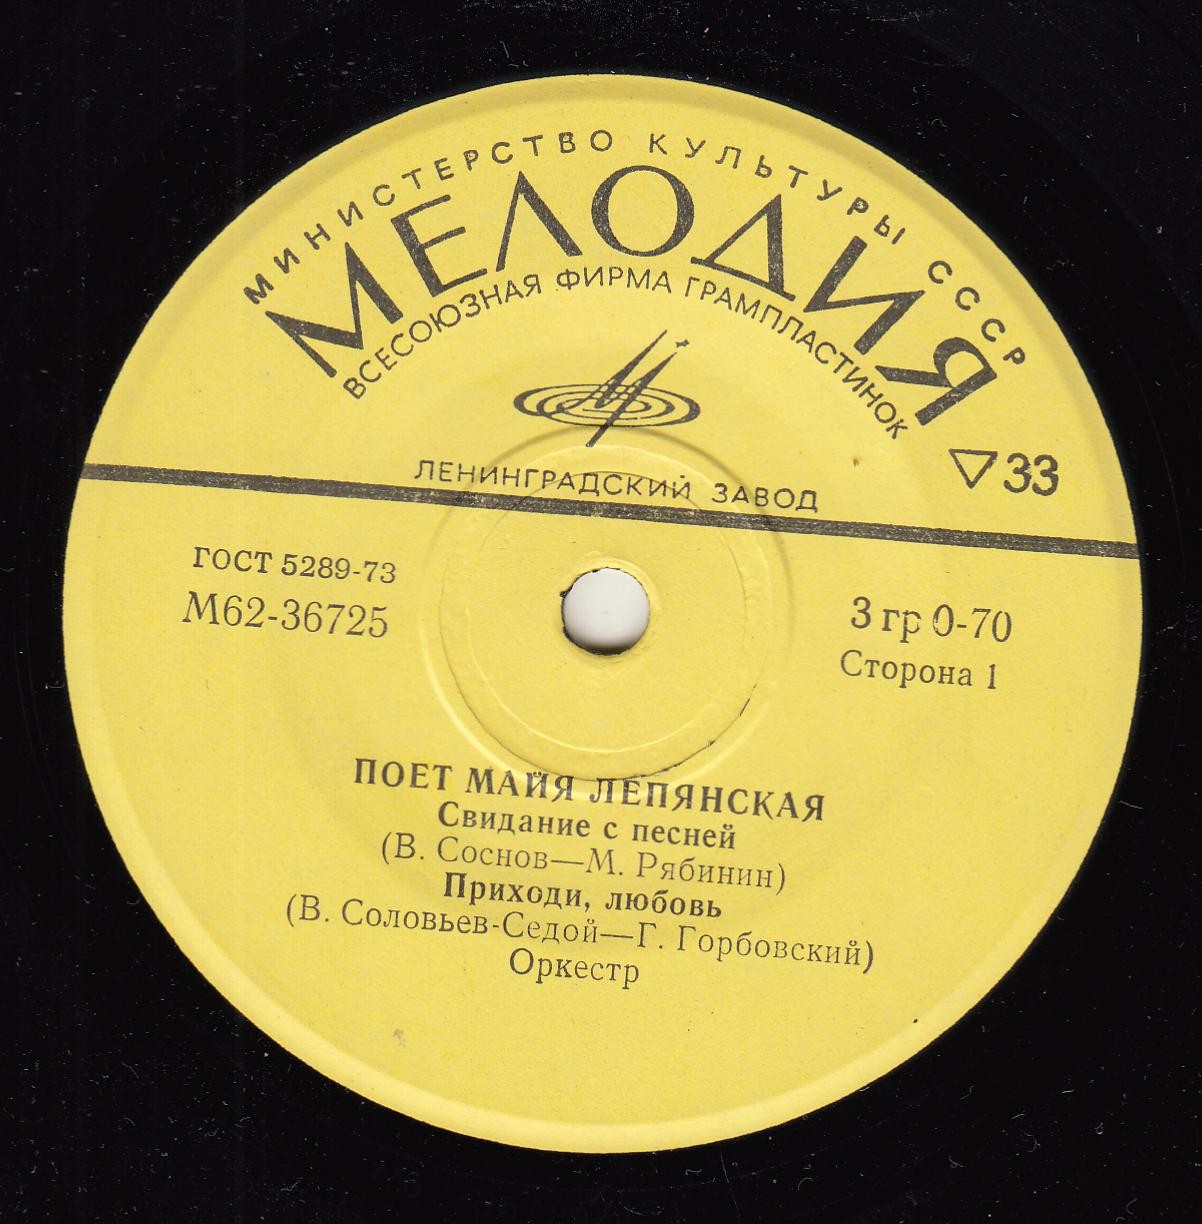 МИНИСТЕРСТВО КУЛЬТУРЫ СССР
МЕЛОДИЯ
ВСЕСОЮЗНАЯ ФИРМА ГРАМПЛАСТИНОК
33
ЛЕНИНГРАДСКИЙ ЗАВОД
ГОСТ 5289-73
М62-36725
3 гр 0-70
Сторона 1
ПОЕТ МАЙЯ ЛЕПЯНСКАЯ
Свидание с песней
(В. Соснов—М. Рябинин)
Приходи, любовь
(В. Соловьев-Седой—Г. Горбовский)
Оркестр